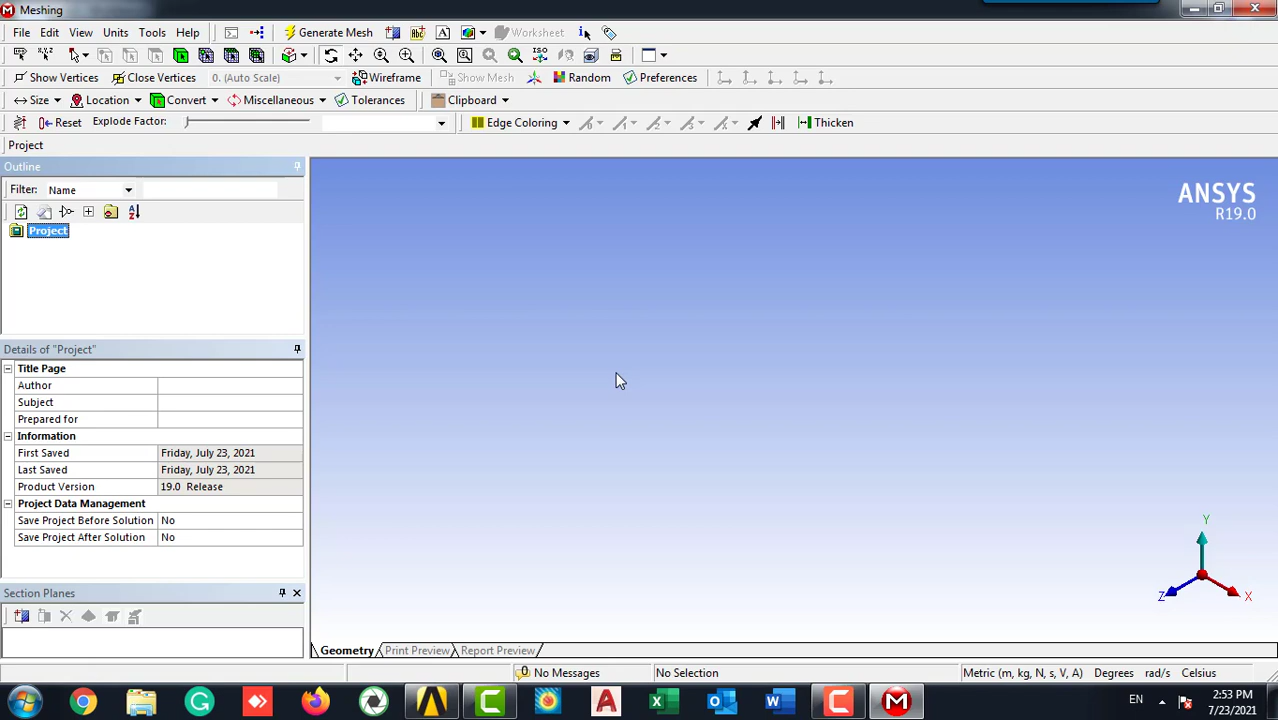 Meshing
File Edit View Units Tools Help Generate Mesh A Worksheet i
ISO
Show Vertices Close Vertices 0. (Auto Scale) Wireframe Show Mesh Random Preferences
Size Location Convert Miscellaneous Tolerances Clipboard
Reset Explode Factor: Edge Coloring Thicken
Project
Outline
Filter: Name
Project
Details of "Project"
Title Page
Author
Subject
Prepared for
Information
First Saved Friday, July 23, 2021
Last Saved Friday, July 23, 2021
Product Version 19.0 Release
Project Data Management
Save Project Before Solution No
Save Project After Solution No
Section Planes
ANSYS
R19.0
Y
Z X
Geometry Print Preview Report Preview
0 No Messages No Selection Metric (m, kg, N, s, V, A) Degrees rad/s Celsius
EN 2:53 PM
7/23/2021